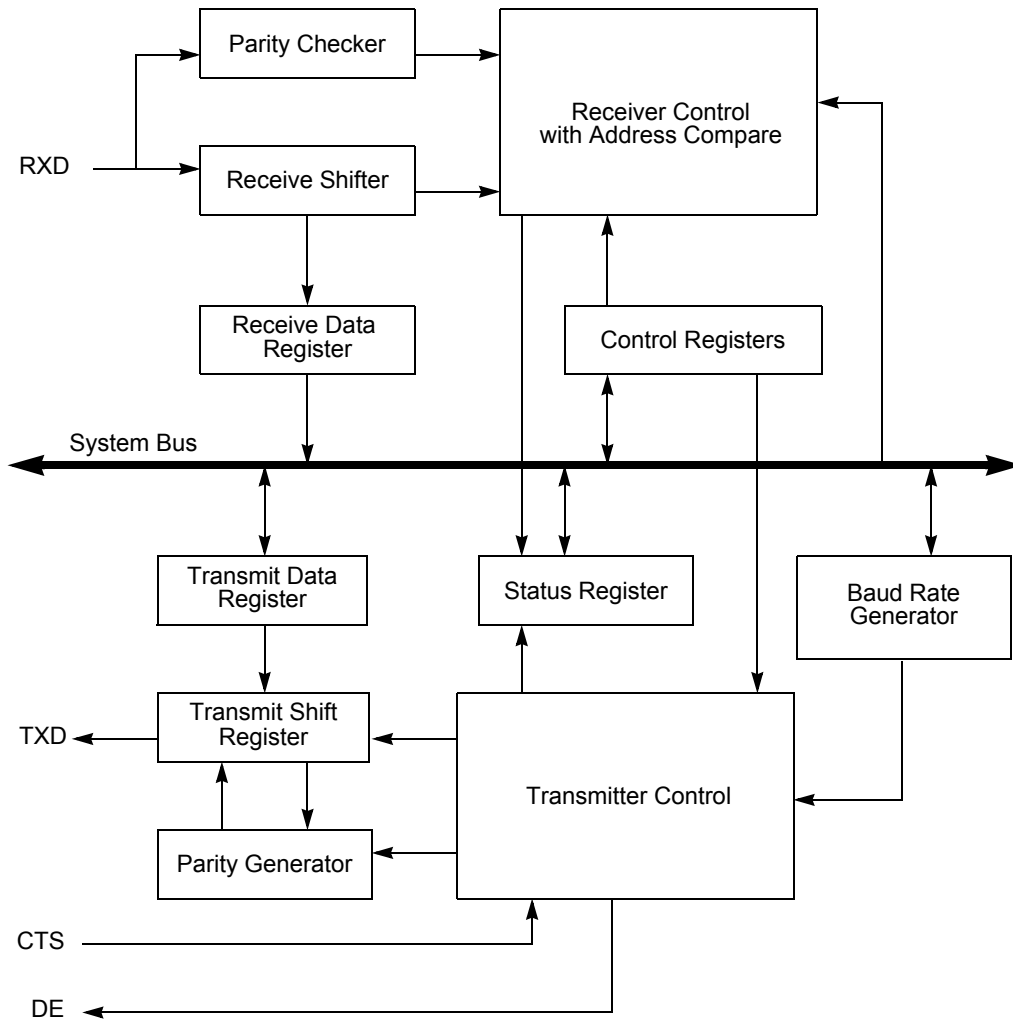 Parity Checker
Receiver Control
with Address Compare
RXD
Receive Shifter
Receive Data
Register
Control Registers
System Bus
Transmit Data
Register
Status Register
Baud Rate
Generator
TXD
Transmit Shift
Register
Transmitter Control
Parity Generator
CTS
DE